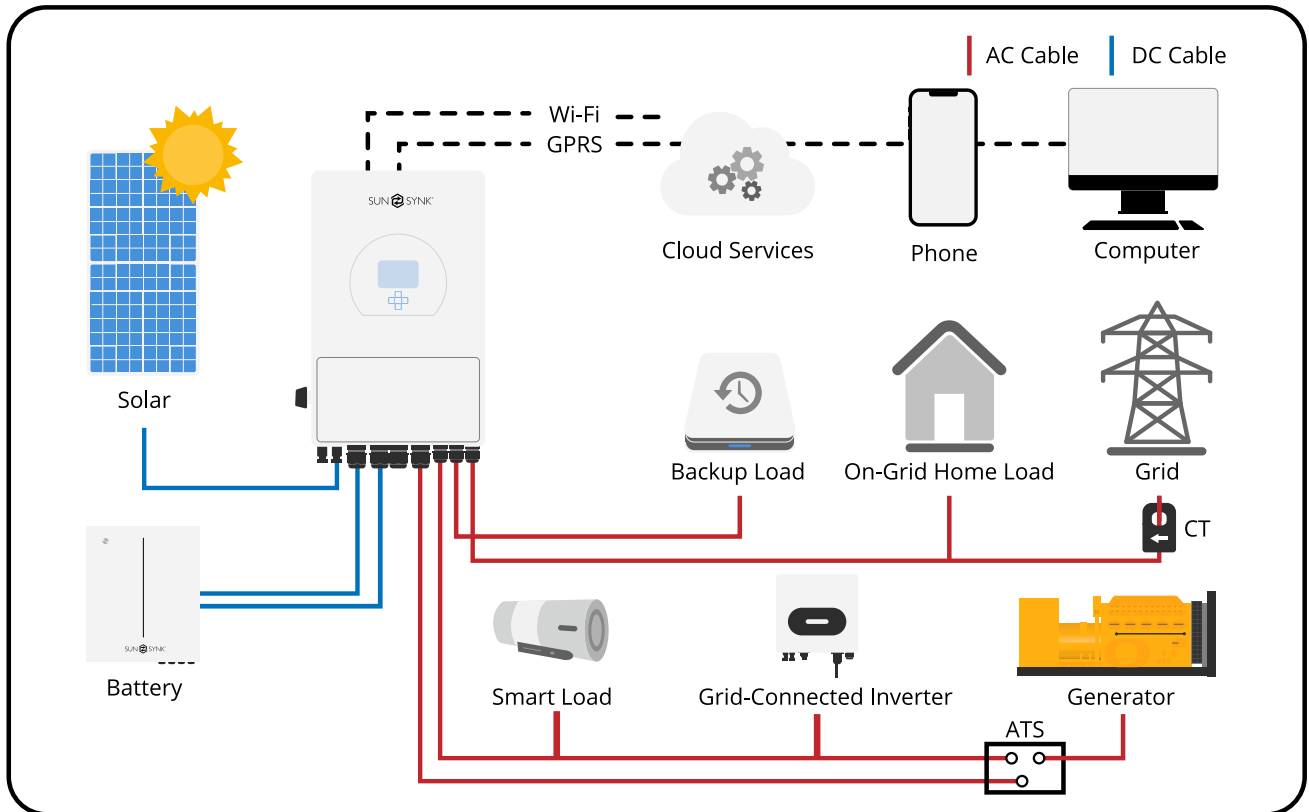 AC Cable
DC Cable
Wi-Fi
GPRS
SUN SYNK
Cloud Services
Phone
Computer
Solar
Backup Load
On-Grid Home Load
Grid
CT
SUN SYNK
Battery
Smart Load
Grid-Connected Inverter
Generator
ATS